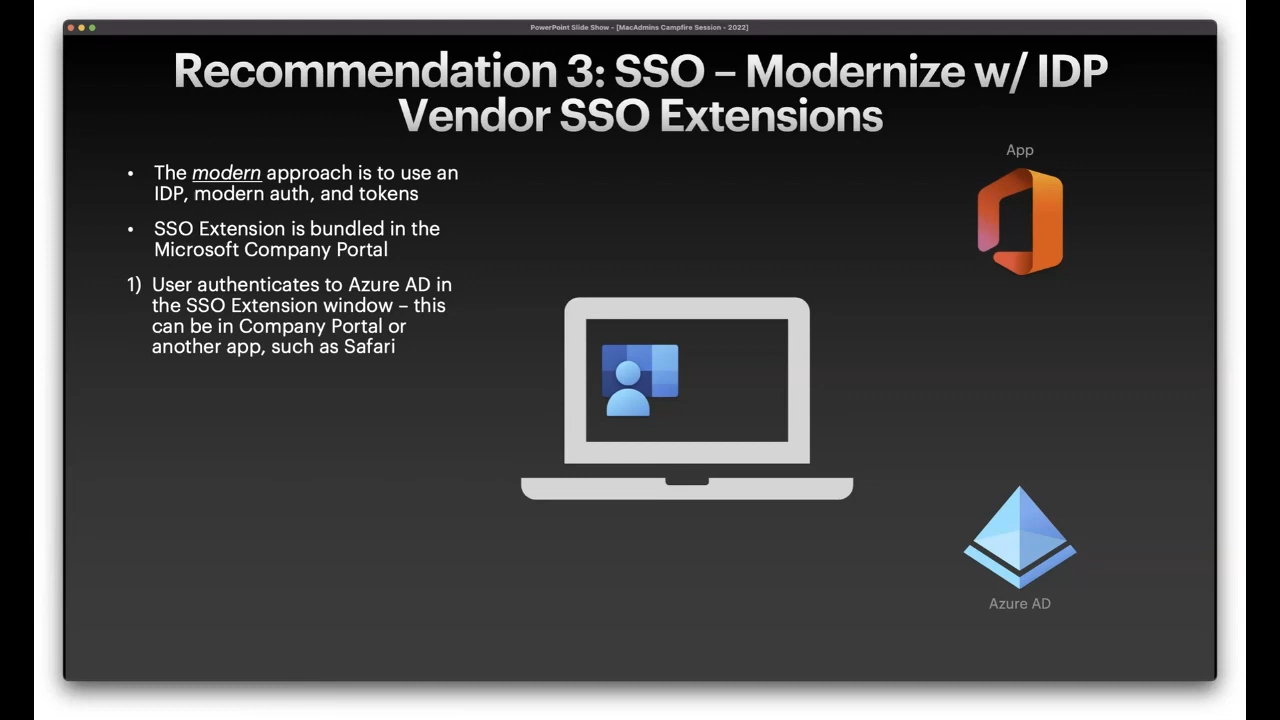 PowerPoint Slide Show - [MacAdmins Campfire Session - 2022]
Recommendation 3: SSO – Modernize w/ IDP
Vendor SSO Extensions
• The modern approach is to use an
IDP, modern auth, and tokens
• SSO Extension is bundled in the
Microsoft Company Portal
1) User authenticates to Azure AD in
the SSO Extension window – this
can be in Company Portal or
another app, such as Safari
App
Azure AD